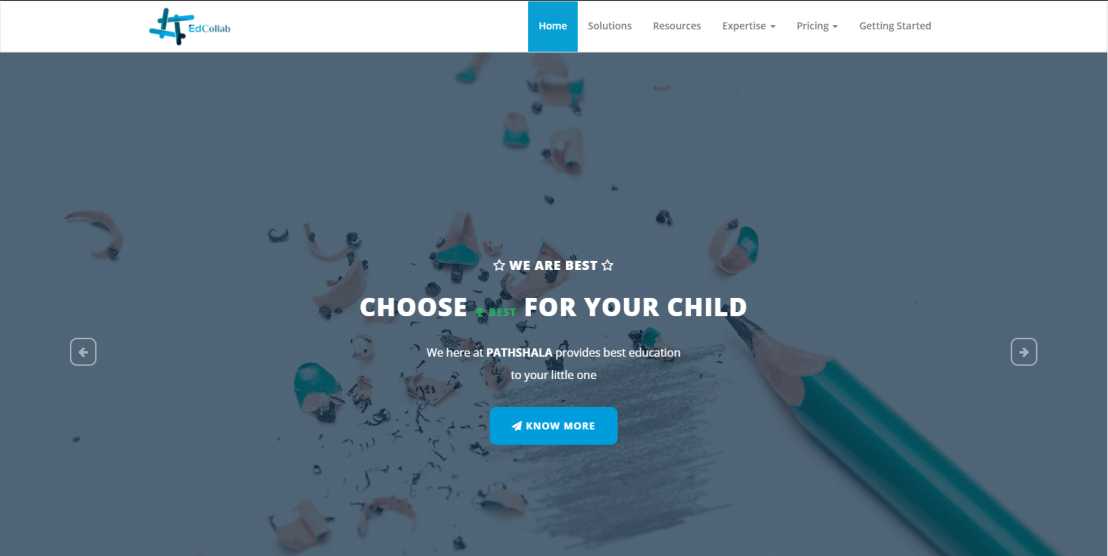 EdCollab
Home Solutions Resources Expertise Pricing Getting Started
WE ARE BEST
CHOOSE BEST FOR YOUR CHILD
We here at PATHSHALA provides best education
to your little one
KNOW MORE